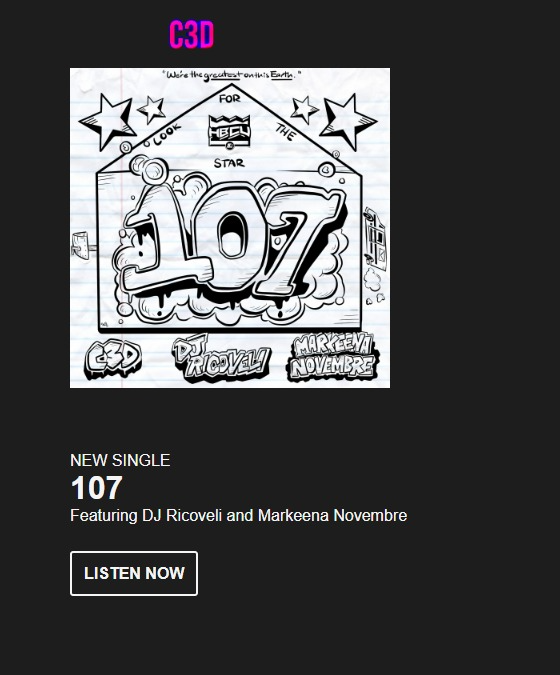 C3D
"We're the greatest on this Earth."
FOR
LOOK
THE
HBCU
STAR
107
C3D
DJ
RICOVELI
MARKEENA
NOVEMBRE
NEW SINGLE
107
Featuring DJ Ricoveli and Markeena Novembre
LISTEN NOW